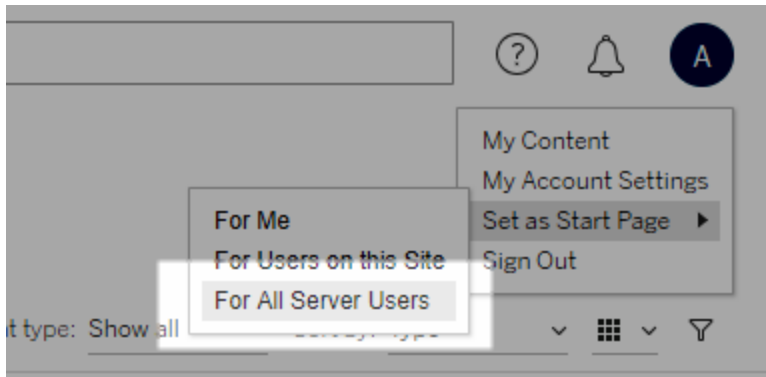 A
My Content
My Account Settings
Set as Start Page
Sign Out
For Me
For Users on this Site
For All Server Users
t type: Show all